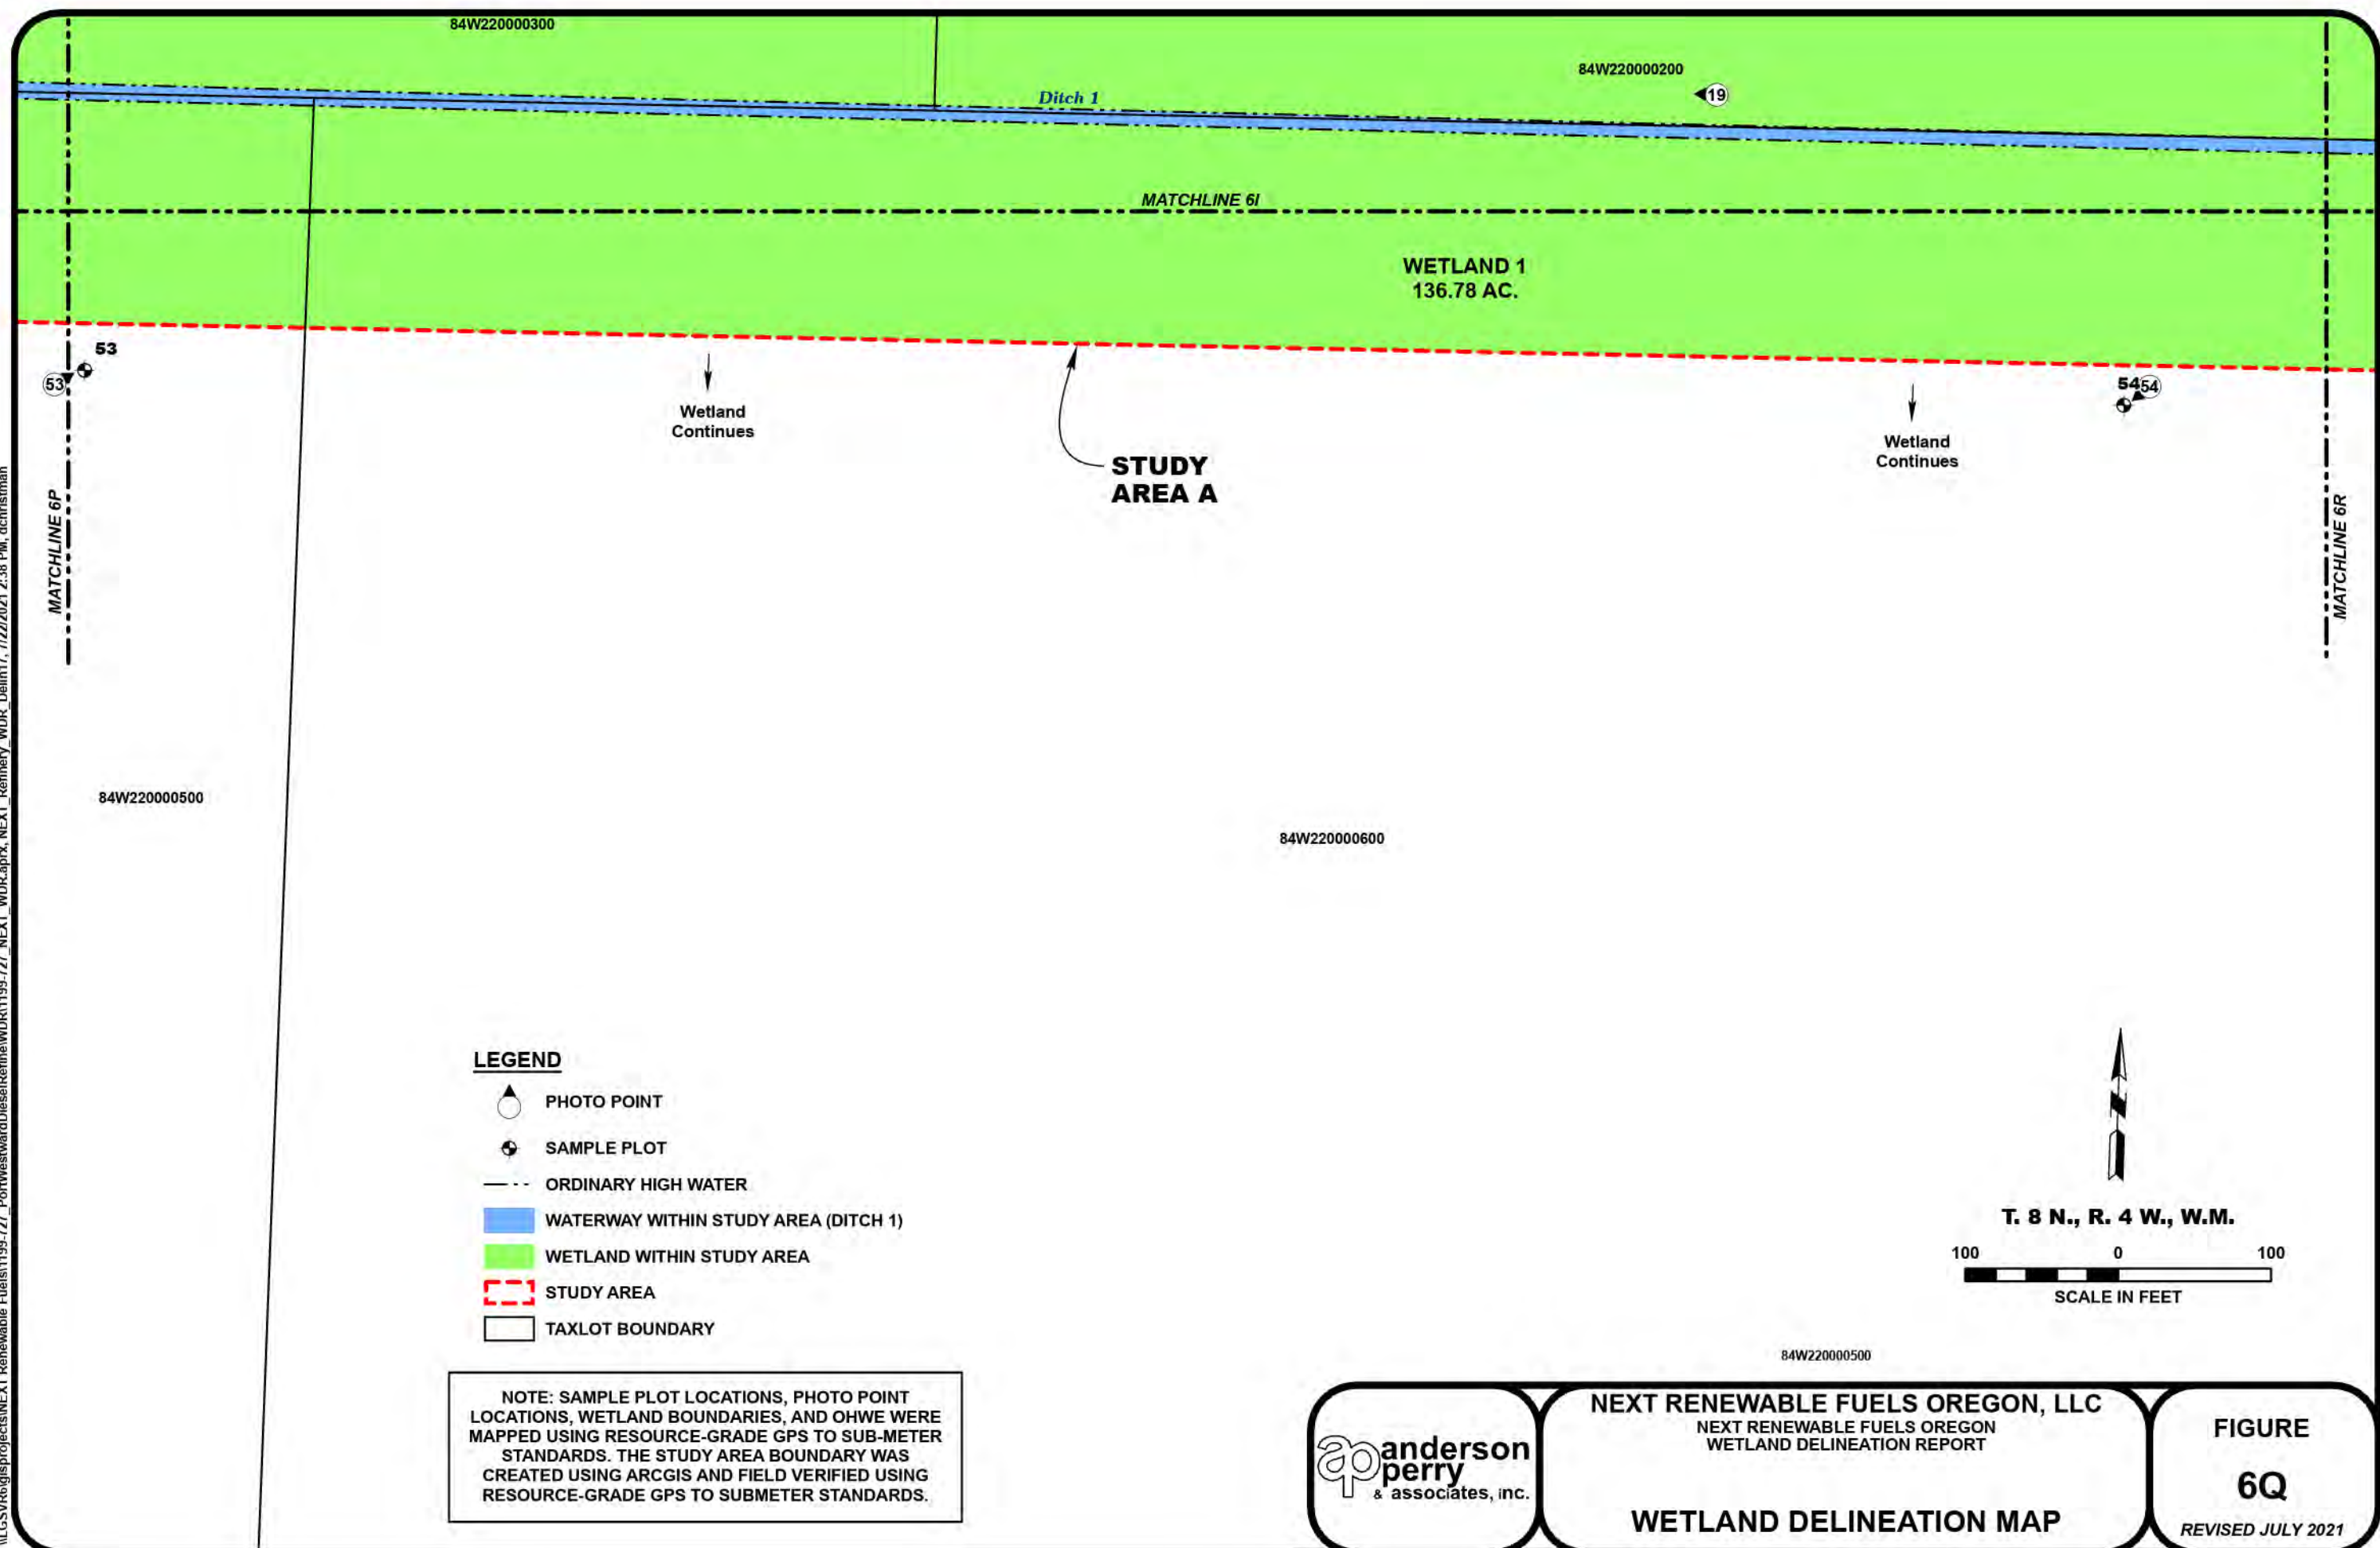 84W220000300
84W220000200
19
Ditch 1
MATCHLINE 6I
WETLAND 1
136.78 AC.
53
53
54
54
Wetland
Continues
Wetland
Continues
STUDY
AREA A
MATCHLINE 6P
MATCHLINE 6R
84W220000500
84W220000600
LEGEND
PHOTO POINT
SAMPLE PLOT
ORDINARY HIGH WATER
WATERWAY WITHIN STUDY AREA (DITCH 1)
WETLAND WITHIN STUDY AREA
STUDY AREA
TAXLOT BOUNDARY
NOTE: SAMPLE PLOT LOCATIONS, PHOTO POINT
LOCATIONS, WETLAND BOUNDARIES, AND OHWE WERE
MAPPED USING RESOURCE-GRADE GPS TO SUB-METER
STANDARDS. THE STUDY AREA BOUNDARY WAS
CREATED USING ARCGIS AND FIELD VERIFIED USING
RESOURCE-GRADE GPS TO SUBMETER STANDARDS.
N
T. 8 N., R. 4 W., W.M.
100 0 100
SCALE IN FEET
84W220000500
ap
anderson
perry
& associates, inc.
NEXT RENEWABLE FUELS OREGON, LLC
NEXT RENEWABLE FUELS OREGON
WETLAND DELINEATION REPORT
WETLAND DELINEATION MAP
FIGURE
6Q
REVISED JULY 2021